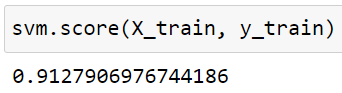 svm.score(X_train, y_train)
0.9127906976744186